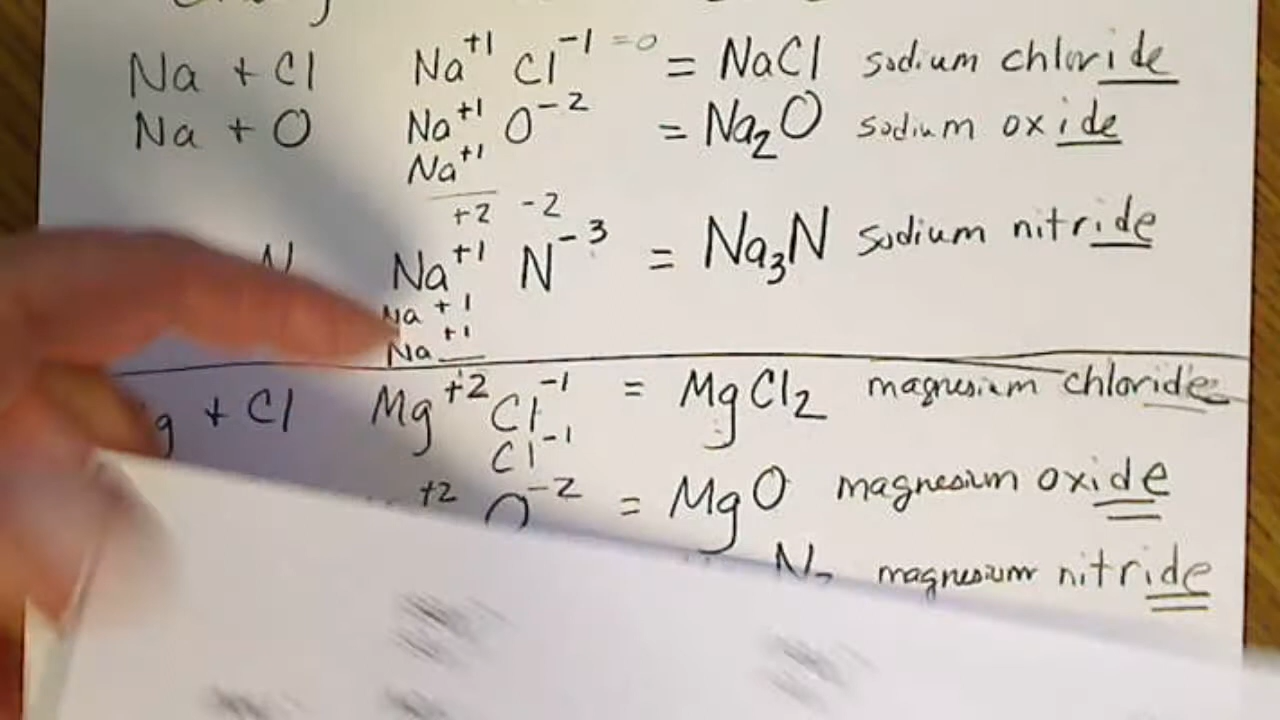 Na + Cl Na+1 Cl-1 =0 = NaCl sodium chloride
Na + O Na+1 O-2 = Na2O sodium oxide
Na+1
+2 -2
N Na+1 N-3 = Na3N sodium nitride
Na+1
Na+1
+ Cl Mg+2 Cl-1 = MgCl2 magnesium chloride
Cl-1
+2 O-2 = MgO magnesium oxide
magnesium nitride